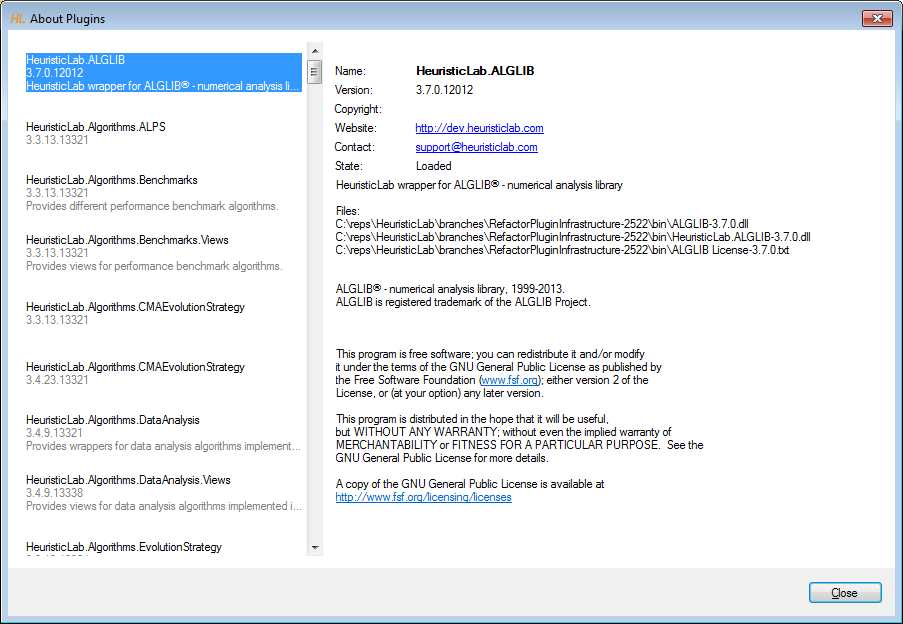 HL About Plugins
HeuristicLab.ALGLIB
3.7.0.12012
HeuristicLab wrapper for ALGLIB® - numerical analysis li...
HeuristicLab.Algorithms.ALPS
3.3.13.13321
HeuristicLab.Algorithms.Benchmarks
3.3.13.13321
Provides different performance benchmark algorithms.
HeuristicLab.Algorithms.Benchmarks.Views
3.3.13.13321
Provides views for performance benchmark algorithms.
HeuristicLab.Algorithms.CMAEvolutionStrategy
3.3.13.13321
HeuristicLab.Algorithms.CMAEvolutionStrategy
3.4.23.13321
HeuristicLab.Algorithms.DataAnalysis
3.4.9.13321
Provides wrappers for data analysis algorithms implement...
HeuristicLab.Algorithms.DataAnalysis.Views
3.4.9.13338
Provides views for data analysis algorithms implemented i...
HeuristicLab.Algorithms.EvolutionStrategy
Name: HeuristicLab.ALGLIB
Version: 3.7.0.12012
Copyright:
Website: http://dev.heuristiclab.com
Contact: support@heuristiclab.com
State: Loaded
HeuristicLab wrapper for ALGLIB® - numerical analysis library
Files:
C:\reps\HeuristicLab\branches\RefactorPluginInfrastructure-2522\bin\ALGLIB-3.7.0.dll
C:\reps\HeuristicLab\branches\RefactorPluginInfrastructure-2522\bin\HeuristicLab.ALGLIB-3.7.0.dll
C:\reps\HeuristicLab\branches\RefactorPluginInfrastructure-2522\bin\ALGLIB License-3.7.0.txt
ALGLIB® - numerical analysis library, 1999-2013.
ALGLIB is registered trademark of the ALGLIB Project.
This program is free software; you can redistribute it and/or modify
it under the terms of the GNU General Public License as published by
the Free Software Foundation (www.fsf.org); either version 2 of the
License, or (at your option) any later version.
This program is distributed in the hope that it will be useful,
but WITHOUT ANY WARRANTY; without even the implied warranty of
MERCHANTABILITY or FITNESS FOR A PARTICULAR PURPOSE.  See the
GNU General Public License for more details.
A copy of the GNU General Public License is available at
http://www.fsf.org/licensing/licenses
Close